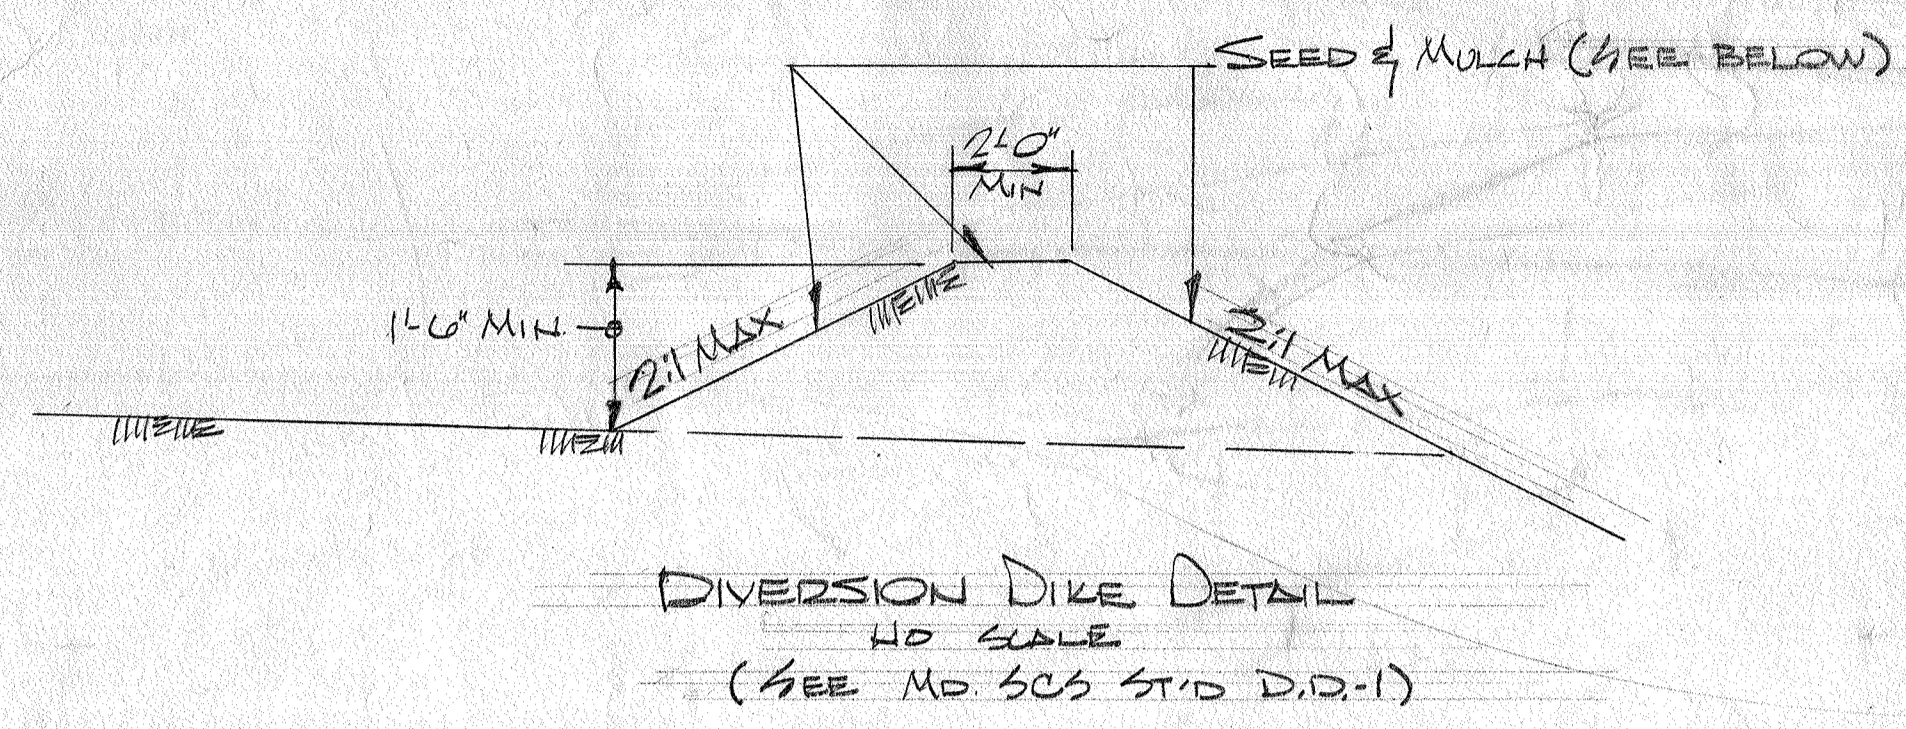 SEED & MULCH (SEE BELOW)
2'-0"
MIN
1'-6" MIN.
2:1 MAX
2:1 MAX
DIVERSION DIKE DETAIL
NO SCALE
(SEE MD. SCS ST'D D.D.-1)